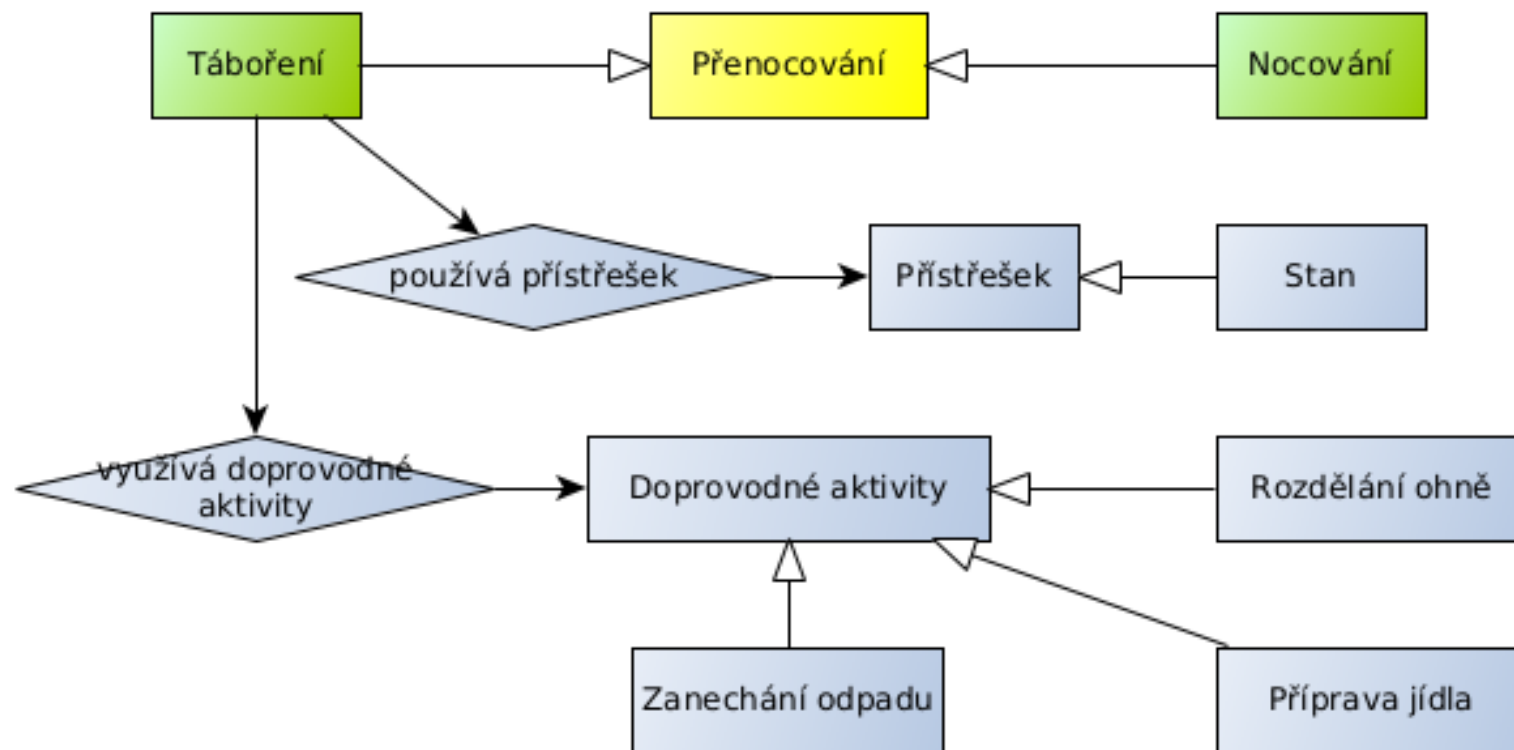 Táboření
Přenocování
Nocování
používá přístřešek
Přístřešek
Stan
využívá doprovodné
aktivity
Doprovodné aktivity
Rozdělání ohně
Zanechání odpadu
Příprava jídla